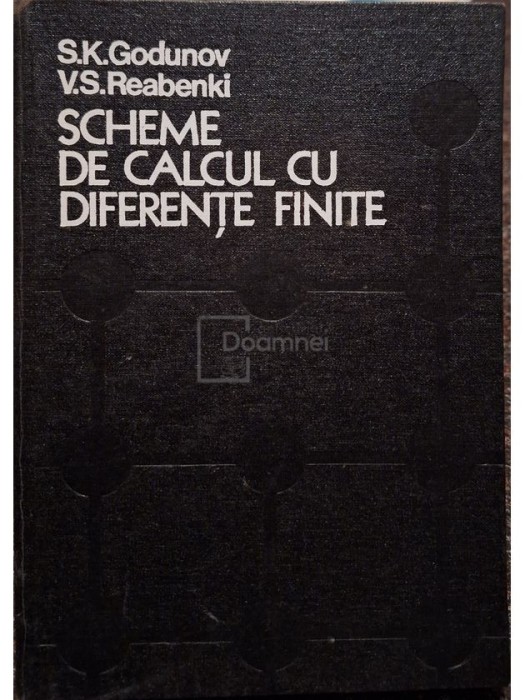 S.K.Godunov
V.S.Reabenki
SCHEME
DE CALCUL CU
DIFERENȚE FINITE
Doamnei